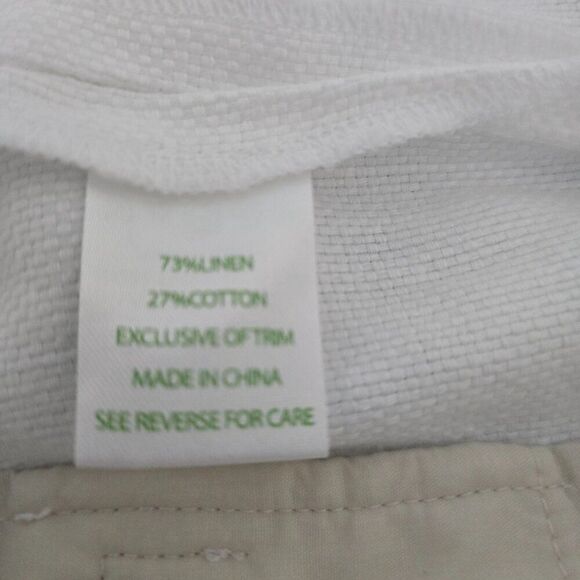 73%LINEN
27%COTTON
EXCLUSIVE OF TRIM
MADE IN CHINA
SEE REVERSE FOR CARE